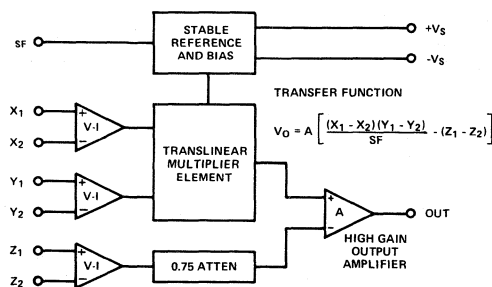 STABLE
REFERENCE
AND BIAS
SF
+VS
-VS
TRANSFER FUNCTION
VO = A [ (X1 - X2) (Y1 - Y2) / SF - (Z1 - Z2) ]
X1
X2
+
V-I
−
TRANSLINEAR
MULTIPLIER
ELEMENT
Y1
Y2
+
V-I
−
+
A
−
OUT
HIGH GAIN
OUTPUT
AMPLIFIER
Z1
Z2
+
V-I
−
0.75 ATTEN